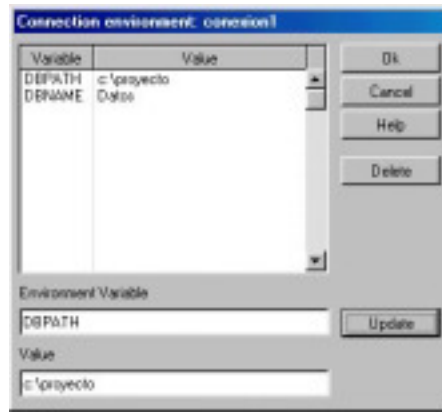 Connection environment: conexion1
Variable Value
DBPATH c:\proyecto
DBNAME Datos
Ok
Cancel
Help
Delete
Environment Variable
DBPATH
Update
Value
c:\proyecto